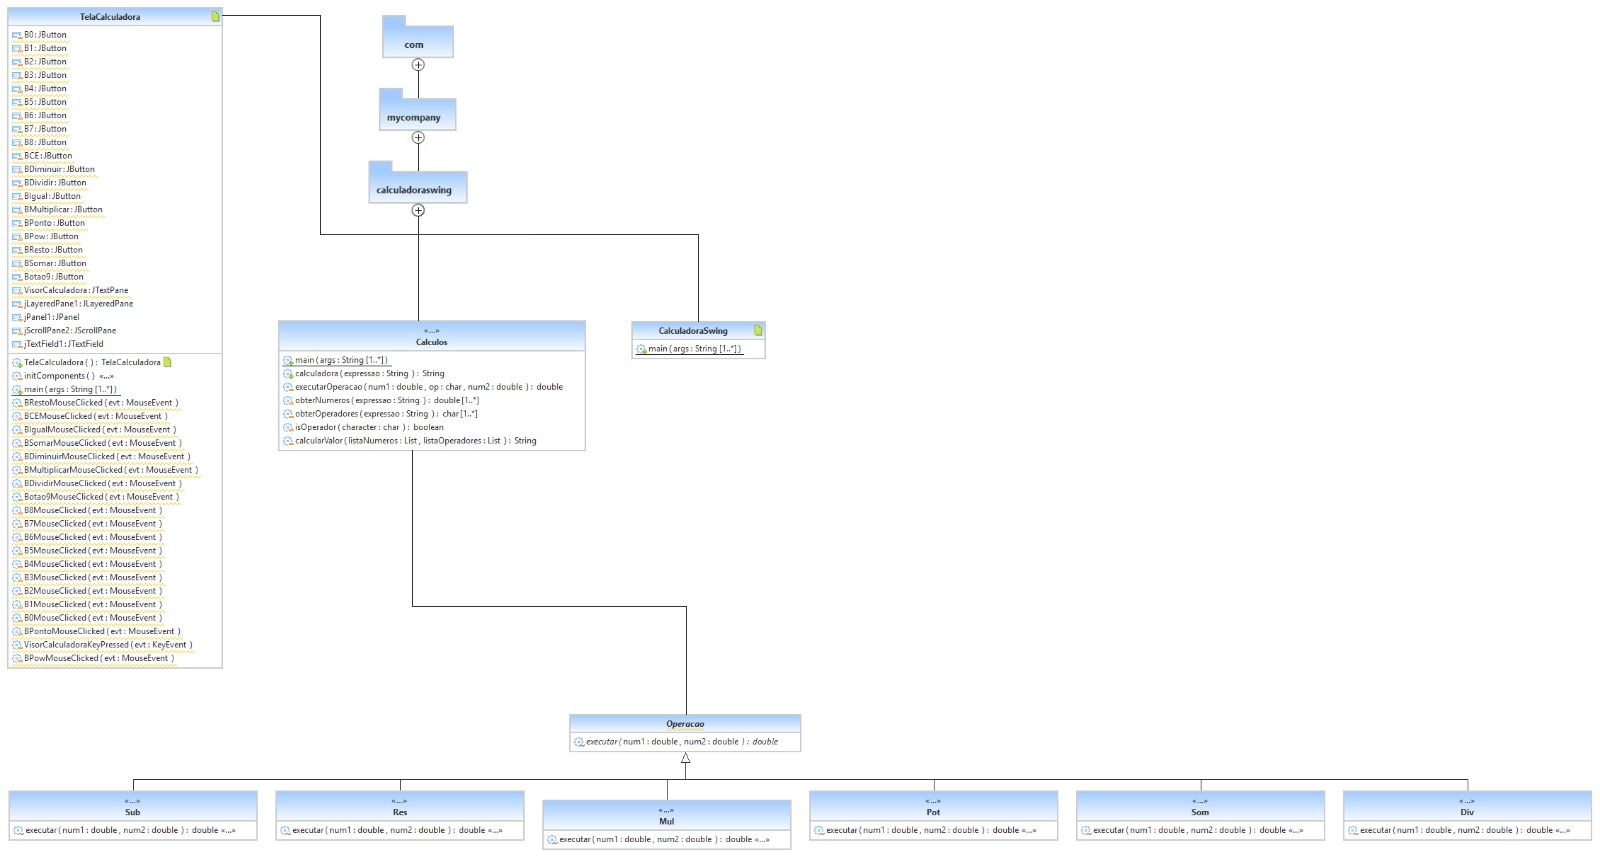 TelaCalculadora
B0 : JButton
B1 : JButton
B2 : JButton
B3 : JButton
B4 : JButton
B5 : JButton
B6 : JButton
B7 : JButton
B8 : JButton
BCE : JButton
BDiminuir : JButton
BDividir : JButton
BIgual : JButton
BMultiplicar : JButton
BPonto : JButton
BPow : JButton
BResto : JButton
BSomar : JButton
Botao9 : JButton
VisorCalculadora : JTextPane
jLayeredPane1 : JLayeredPane
jPanel1 : JPanel
jScrollPane2 : JScrollPane
jTextField1 : JTextField
TelaCalculadora ( ) : TelaCalculadora
initComponents ( ) «...»
main ( args : String [1..*] )
BRestoMouseClicked ( evt : MouseEvent )
BCEMouseClicked ( evt : MouseEvent )
BIgualMouseClicked ( evt : MouseEvent )
BSomarMouseClicked ( evt : MouseEvent )
BDiminuirMouseClicked ( evt : MouseEvent )
BMultiplicarMouseClicked ( evt : MouseEvent )
BDividirMouseClicked ( evt : MouseEvent )
Botao9MouseClicked ( evt : MouseEvent )
B8MouseClicked ( evt : MouseEvent )
B7MouseClicked ( evt : MouseEvent )
B6MouseClicked ( evt : MouseEvent )
B5MouseClicked ( evt : MouseEvent )
B4MouseClicked ( evt : MouseEvent )
B3MouseClicked ( evt : MouseEvent )
B2MouseClicked ( evt : MouseEvent )
B1MouseClicked ( evt : MouseEvent )
B0MouseClicked ( evt : MouseEvent )
BPontoMouseClicked ( evt : MouseEvent )
VisorCalculadoraKeyPressed ( evt : KeyEvent )
BPowMouseClicked ( evt : MouseEvent )
com
mycompany
calculadoraswing
«...»
Calculos
main ( args : String [1..*] )
calculadora ( expressao : String ) : String
executarOperacao ( num1 : double , op : char , num2 : double ) : double
obterNumeros ( expressao : String ) : double [1..*]
obterOperadores ( expressao : String ) : char [1..*]
isOperador ( character : char ) : boolean
calcularValor ( listaNumeros : List , listaOperadores : List ) : String
CalculadoraSwing
main ( args : String [1..*] )
Operacao
executar ( num1 : double , num2 : double ) : double
«...»
Sub
executar ( num1 : double , num2 : double ) : double «...»
«...»
Res
executar ( num1 : double , num2 : double ) : double «...»
«...»
Mul
executar ( num1 : double , num2 : double ) : double «...»
«...»
Pot
executar ( num1 : double , num2 : double ) : double «...»
«...»
Som
executar ( num1 : double , num2 : double ) : double «...»
«...»
Div
executar ( num1 : double , num2 : double ) : double «...»